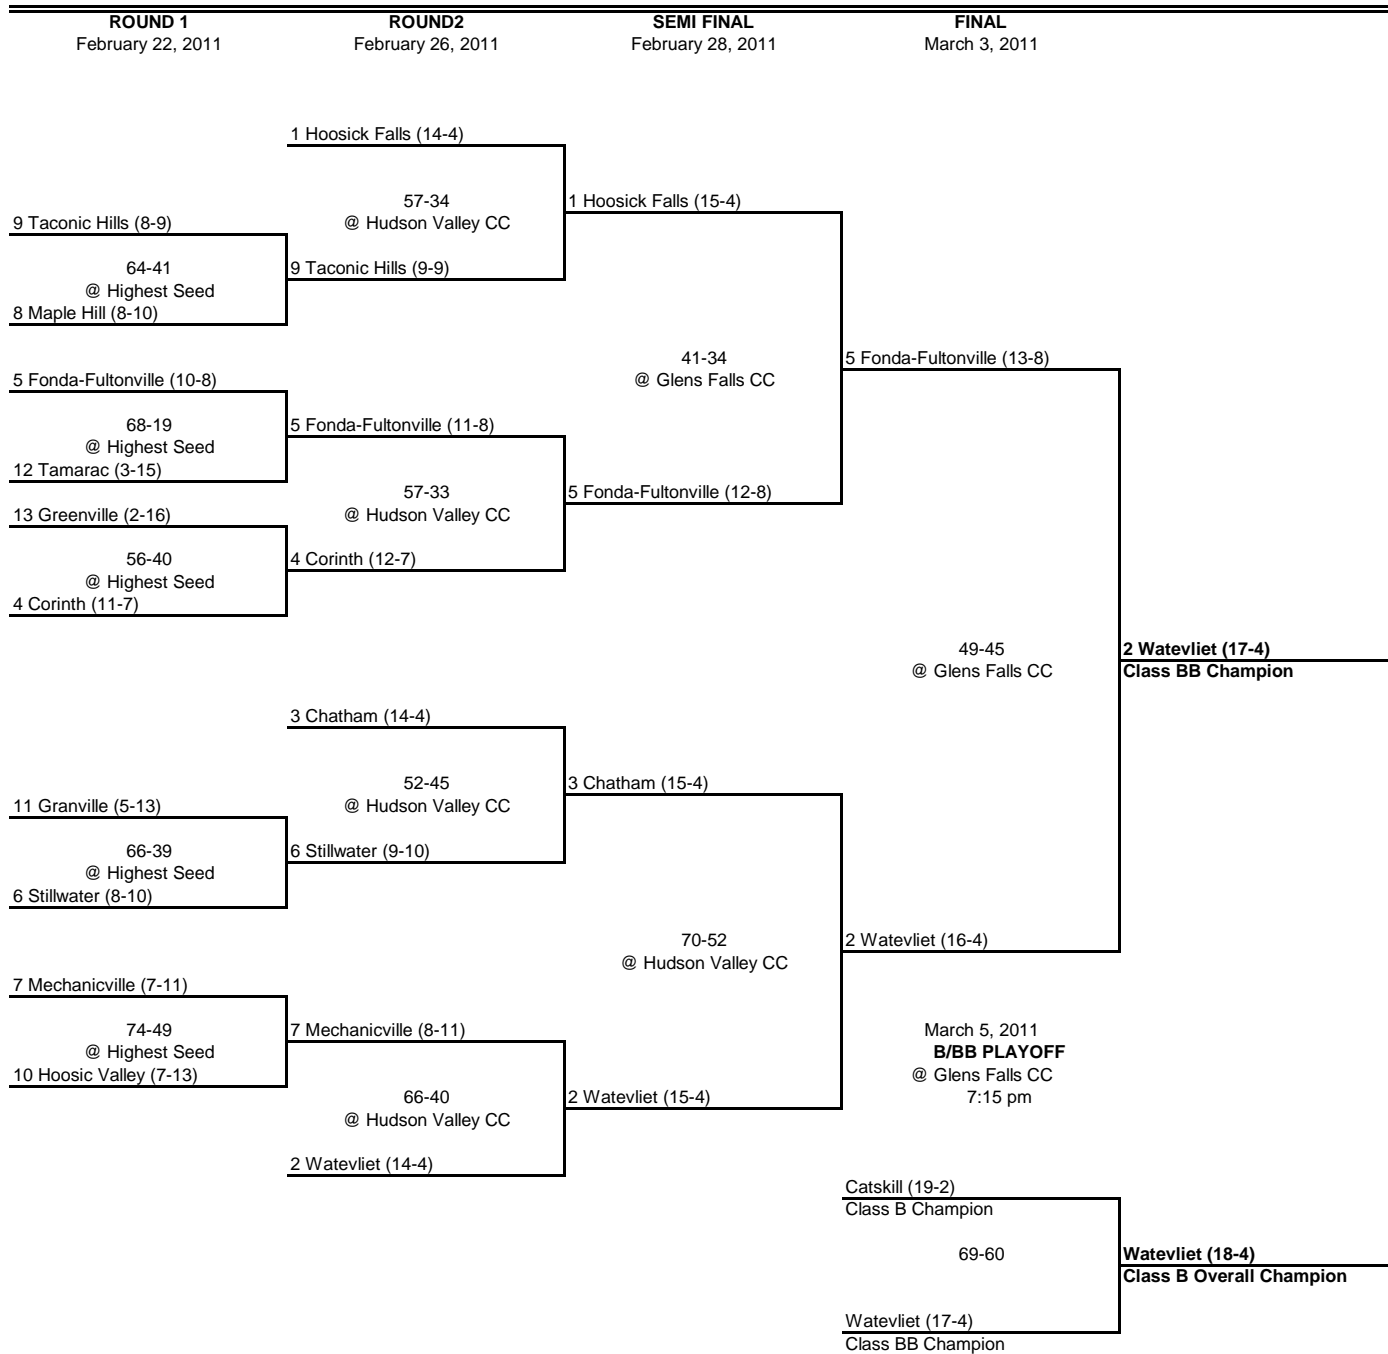 ROUND 1
February 22, 2011
ROUND2
February 26, 2011
SEMI FINAL
February 28, 2011
FINAL
March 3, 2011
1 Hoosick Falls (14-4)
57-34
@ Hudson Valley CC
1 Hoosick Falls (15-4)
9 Taconic Hills (8-9)
64-41
@ Highest Seed
9 Taconic Hills (9-9)
8 Maple Hill (8-10)
41-34
@ Glens Falls CC
5 Fonda-Fultonville (13-8)
5 Fonda-Fultonville (10-8)
68-19
@ Highest Seed
5 Fonda-Fultonville (11-8)
12 Tamarac (3-15)
57-33
@ Hudson Valley CC
5 Fonda-Fultonville (12-8)
13 Greenville (2-16)
56-40
@ Highest Seed
4 Corinth (12-7)
4 Corinth (11-7)
49-45
@ Glens Falls CC
2 Watevliet (17-4)
Class BB Champion
3 Chatham (14-4)
52-45
@ Hudson Valley CC
3 Chatham (15-4)
11 Granville (5-13)
66-39
@ Highest Seed
6 Stillwater (9-10)
6 Stillwater (8-10)
70-52
@ Hudson Valley CC
2 Watevliet (16-4)
7 Mechanicville (7-11)
74-49
@ Highest Seed
7 Mechanicville (8-11)
10 Hoosic Valley (7-13)
66-40
@ Hudson Valley CC
2 Watevliet (15-4)
2 Watevliet (14-4)
March 5, 2011
B/BB PLAYOFF
@ Glens Falls CC
7:15 pm
Catskill (19-2)
Class B Champion
69-60
Watevliet (18-4)
Class B Overall Champion
Watevliet (17-4)
Class BB Champion